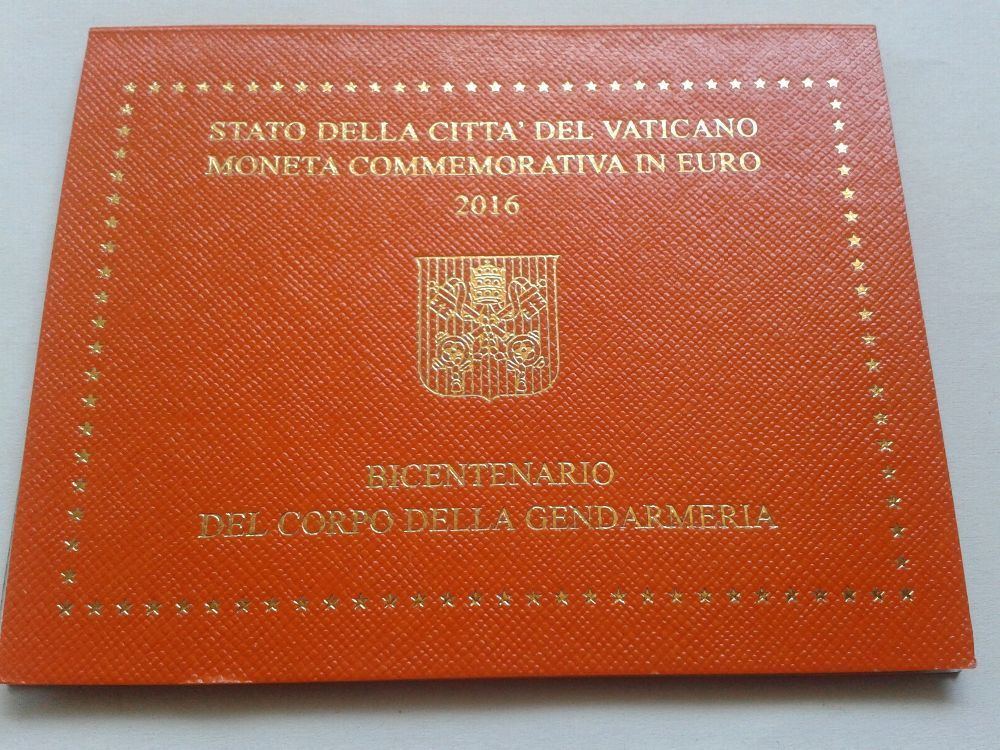 STATO DELLA CITTA' DEL VATICANO
MONETA COMMEMORATIVA IN EURO
2016
BICENTENARIO
DEL CORPO DELLA GENDARMERIA